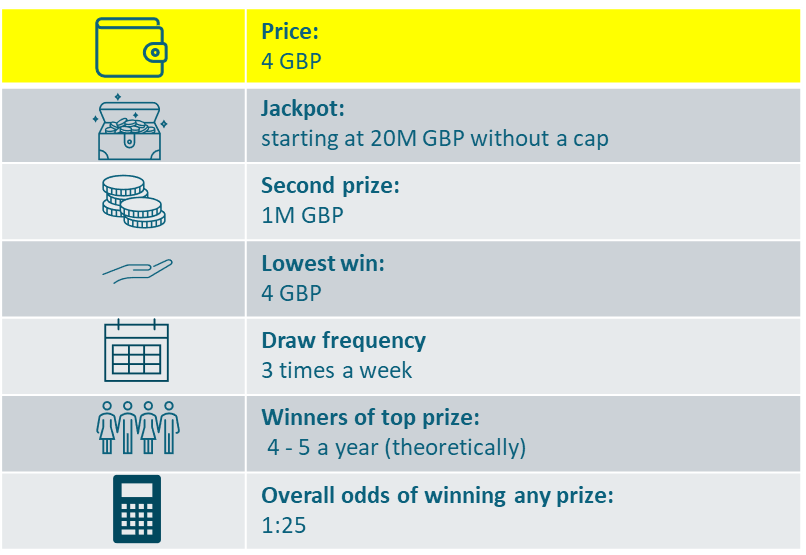 Price:
4 GBP
Jackpot:
starting at 20M GBP without a cap
Second prize:
1M GBP
Lowest win:
4 GBP
Draw frequency
3 times a week
Winners of top prize:
4 - 5 a year (theoretically)
Overall odds of winning any prize:
1:25